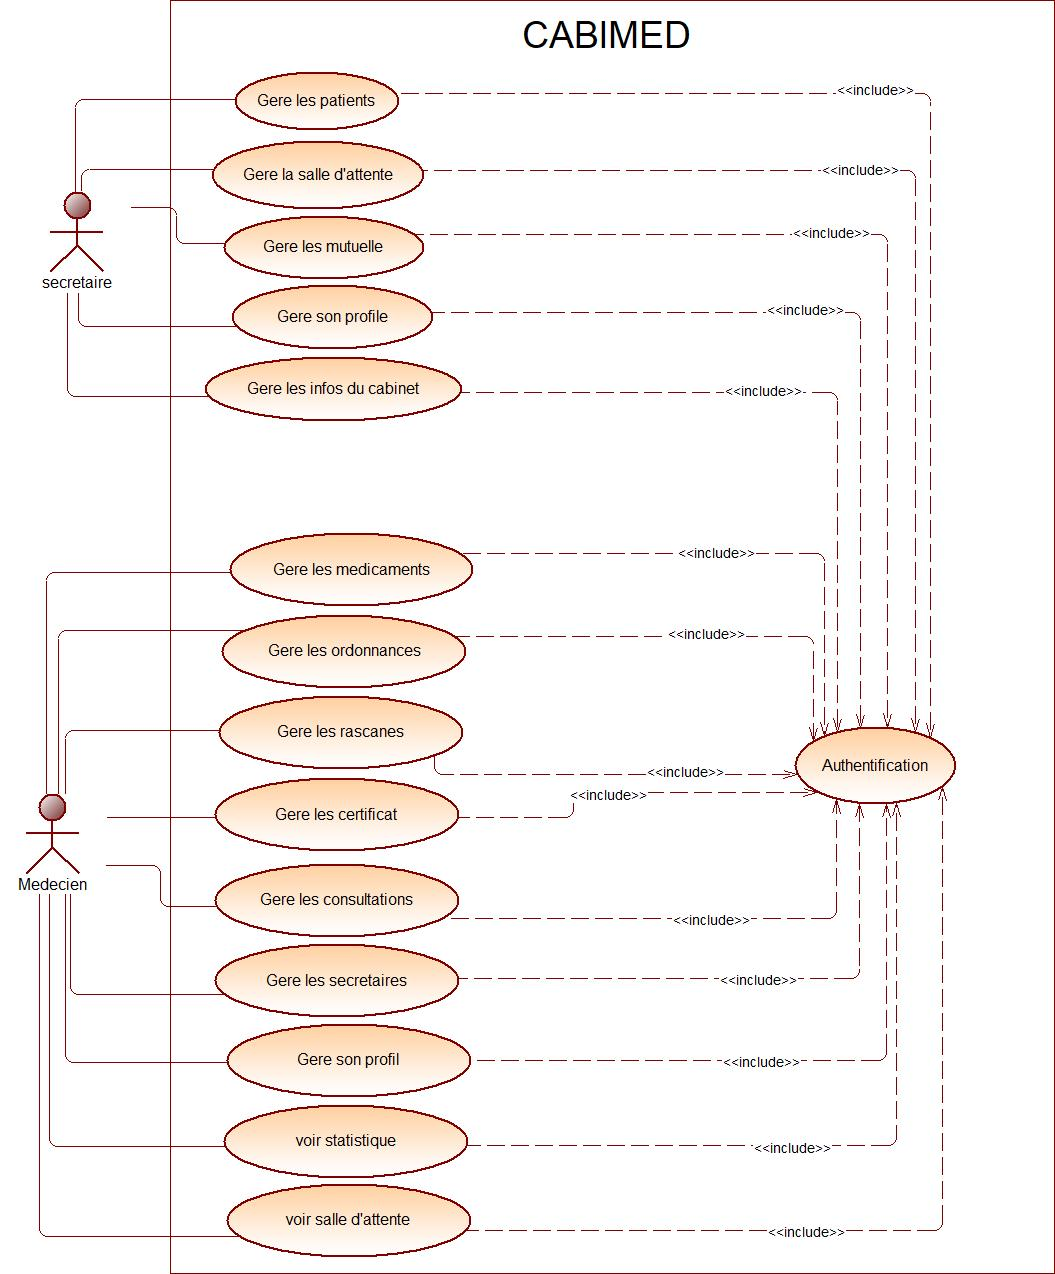 CABIMED
Gere les patients
<<include>>
Gere la salle d'attente
<<include>>
Gere les mutuelle
<<include>>
secretaire
Gere son profile
<<include>>
Gere les infos du cabinet
<<include>>
Gere les medicaments
<<include>>
Gere les ordonnances
<<include>>
Gere les rascanes
<<include>>
Authentification
Gere les certificat
<<include>>
Medecien
Gere les consultations
<<include>>
Gere les secretaires
<<include>>
Gere son profil
<<include>>
voir statistique
<<include>>
voir salle d'attente
<<include>>